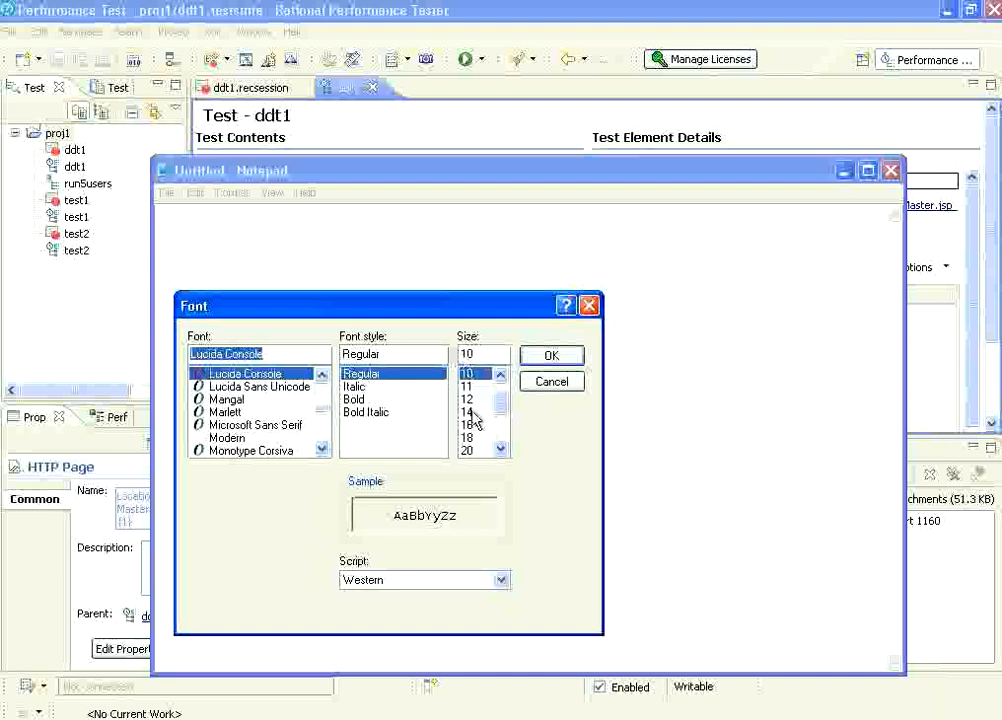 Performance Test _proj1/ddt1.testsuite - Rational Performance Tester
Manage Licenses
Performance ...
Test
Test
ddt1.recsession
Test - ddt1
Test Contents
Test Element Details
proj1
ddt1
ddt1
run5users
test1
test1
test2
test2
Untitled - Notepad
File Edit Format View Help
Master.jsp
ptions
Font
Font:
Font style:
Size:
Lucida Console
Regular
10
OK
Lucida Console
Regular
10
Lucida Sans Unicode
Italic
11
Cancel
Mangal
Bold
12
Marlett
Bold Italic
14
Microsoft Sans Serif
16
Modern
18
Monotype Corsiva
20
Sample
AaBbYyZz
Script:
Western
Prop
Perf
HTTP Page
Common
Name:
Master
{1}
Description:
Parent:
dd
Edit Propert
chments (51.3 KB)
rt 1160
Enabled
Writable
<No Current Work>